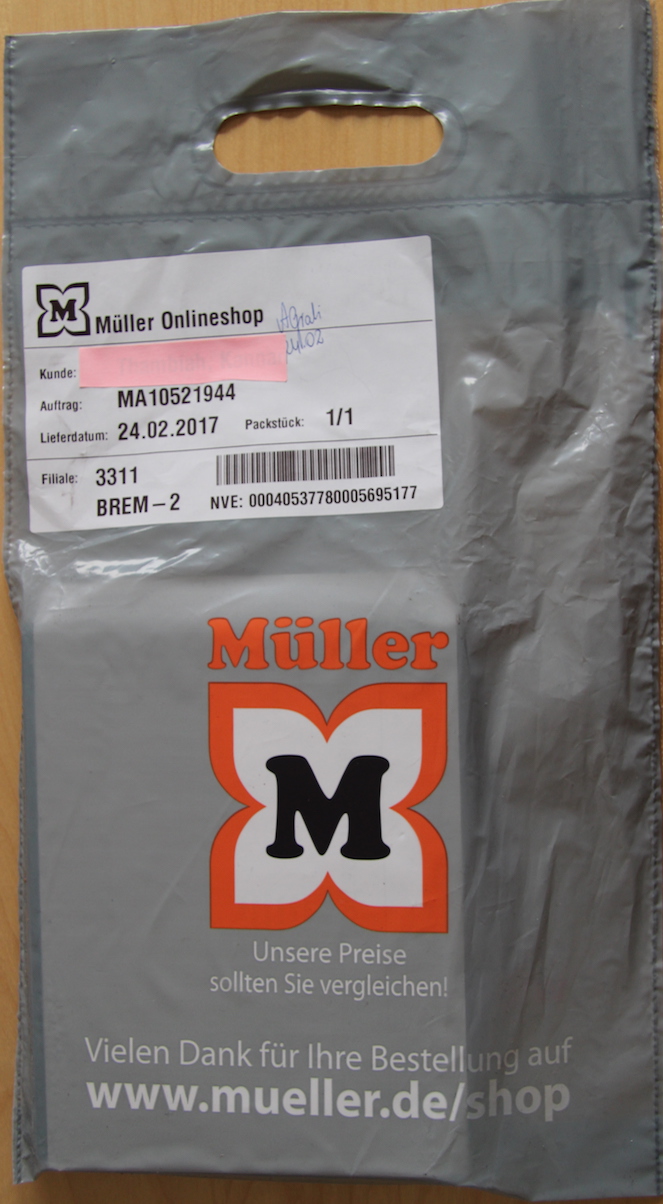 M
Müller Onlineshop
Kunde:
Auftrag: MA10521944
Lieferdatum: 24.02.2017 Packstück: 1/1
Filiale: 3311
BREM-2 NVE: 00040537780005695177
Müller
M
Unsere Preise
sollten Sie vergleichen!
Vielen Dank für Ihre Bestellung auf
www.mueller.de/shop